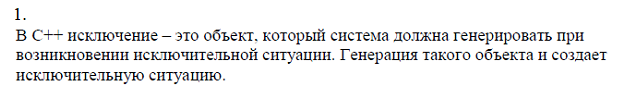 1.
В C++ исключение – это объект, который система должна генерировать при
возникновении исключительной ситуации. Генерация такого объекта и создает
исключительную ситуацию.